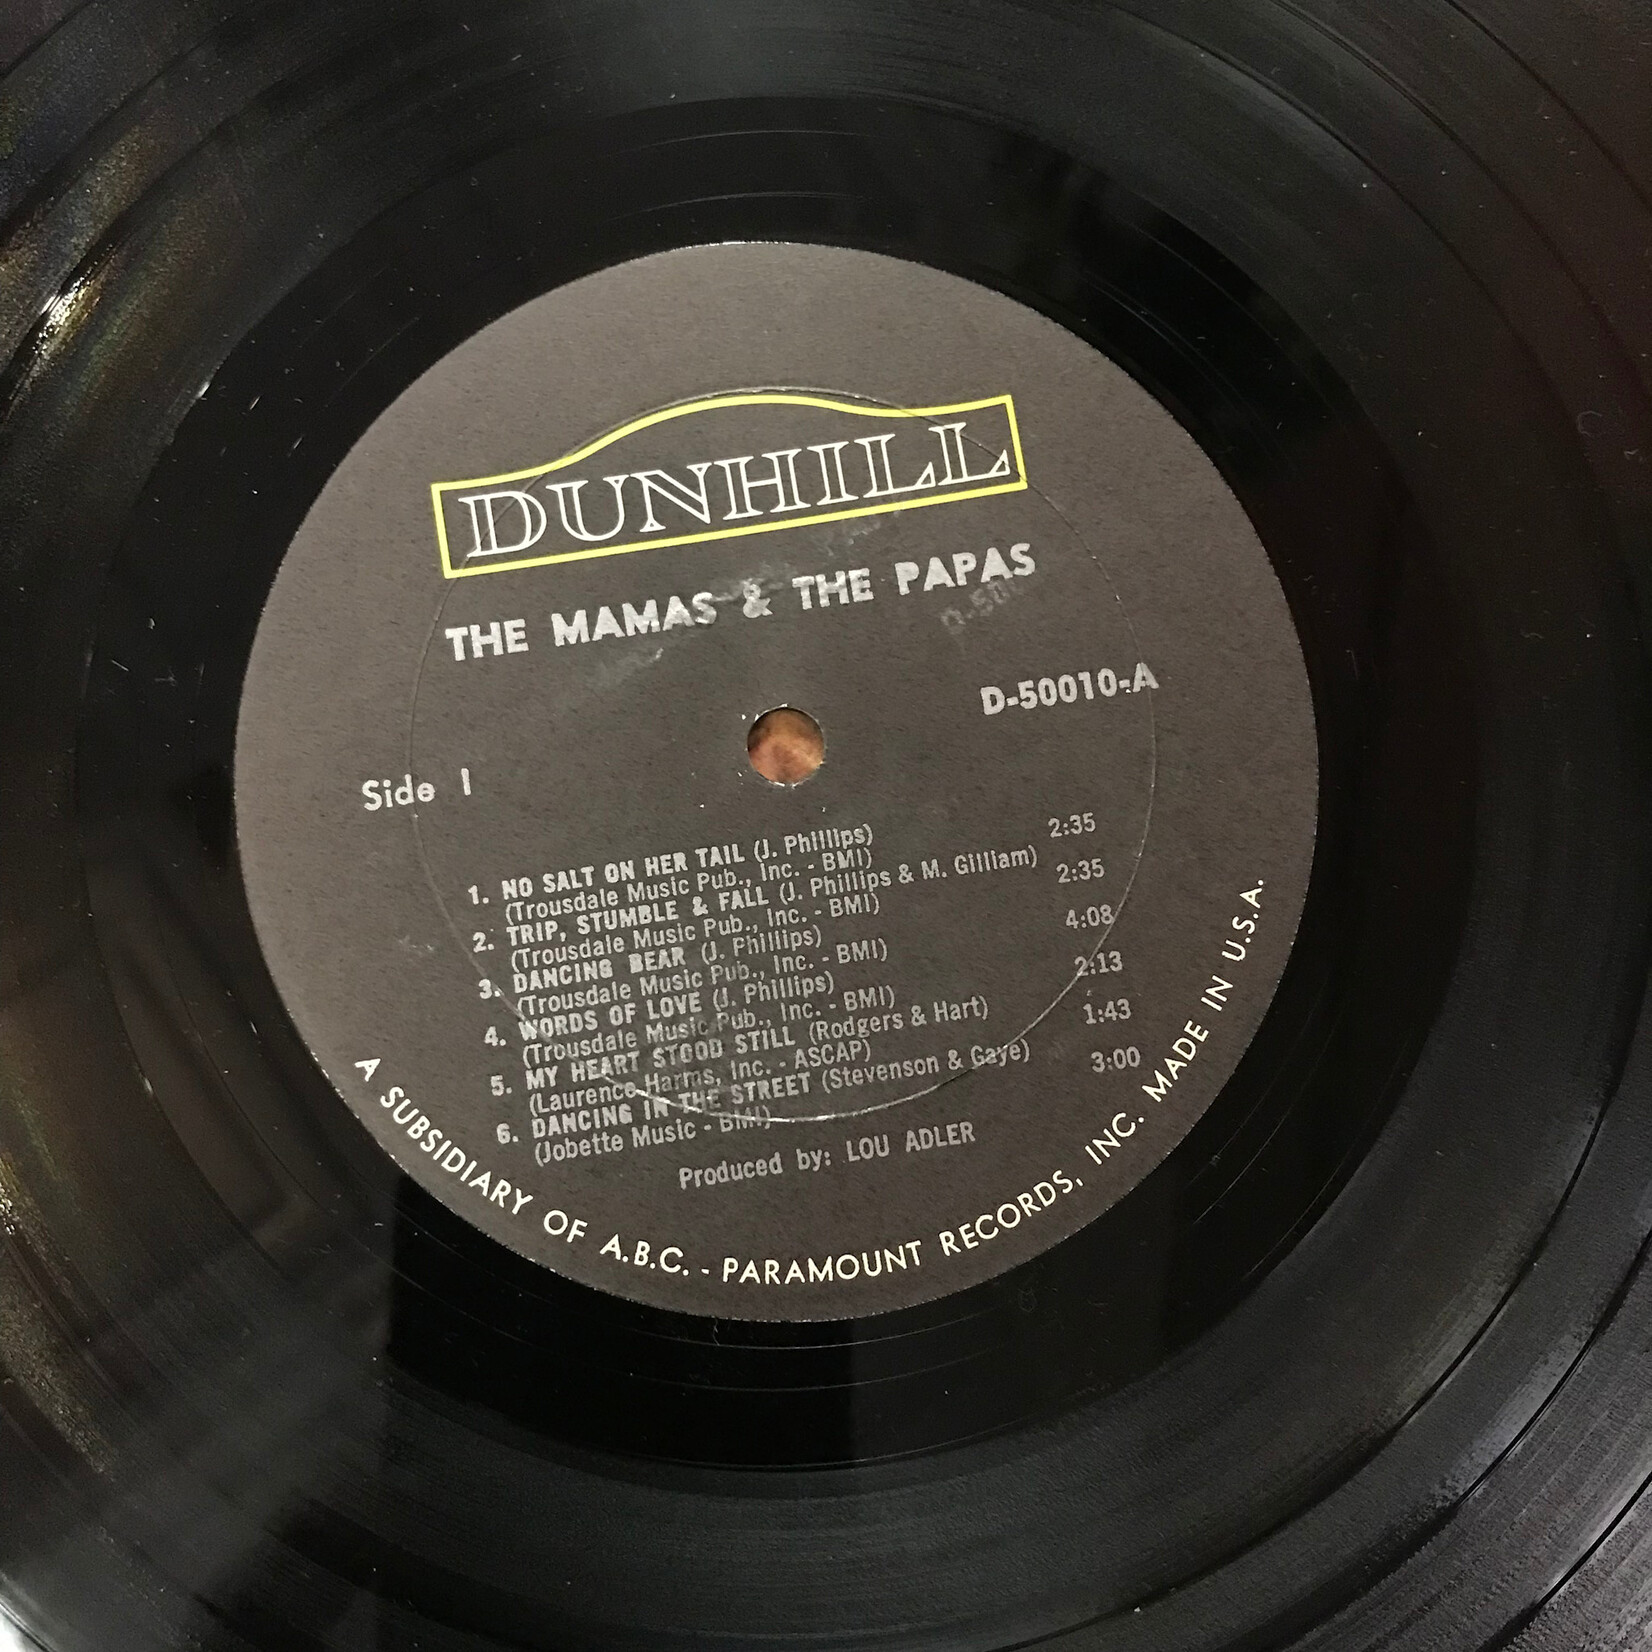 DUNHILL
THE MAMAS & THE PAPAS
D-50010-A
Side 1
1. NO SALT ON HER TAIL (J. Phillips) 2:35
(Trousdale Music Pub., Inc. - BMI)
2. TRIP, STUMBLE & FALL (J. Phillips & M. Gilliam) 2:35
(Trousdale Music Pub., Inc. - BMI)
3. DANCING BEAR (J. Phillips) 4:08
(Trousdale Music Pub., Inc. - BMI)
4. WORDS OF LOVE (J. Phillips) 2:13
(Trousdale Music Pub., Inc. - BMI)
5. MY HEART STOOD STILL (Rodgers & Hart) 1:43
(Laurence Harms, Inc. - ASCAP)
6. DANCING IN THE STREET (Stevenson & Gaye) 3:00
(Jobette Music - BMI)
Produced by: LOU ADLER
A SUBSIDIARY OF A.B.C. - PARAMOUNT RECORDS, INC. MADE IN U.S.A.